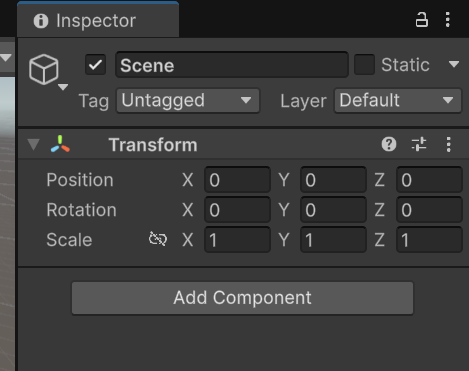 Inspector
Scene Static
Tag Untagged Layer Default
Transform
Position X 0 Y 0 Z 0
Rotation X 0 Y 0 Z 0
Scale X 1 Y 1 Z 1
Add Component